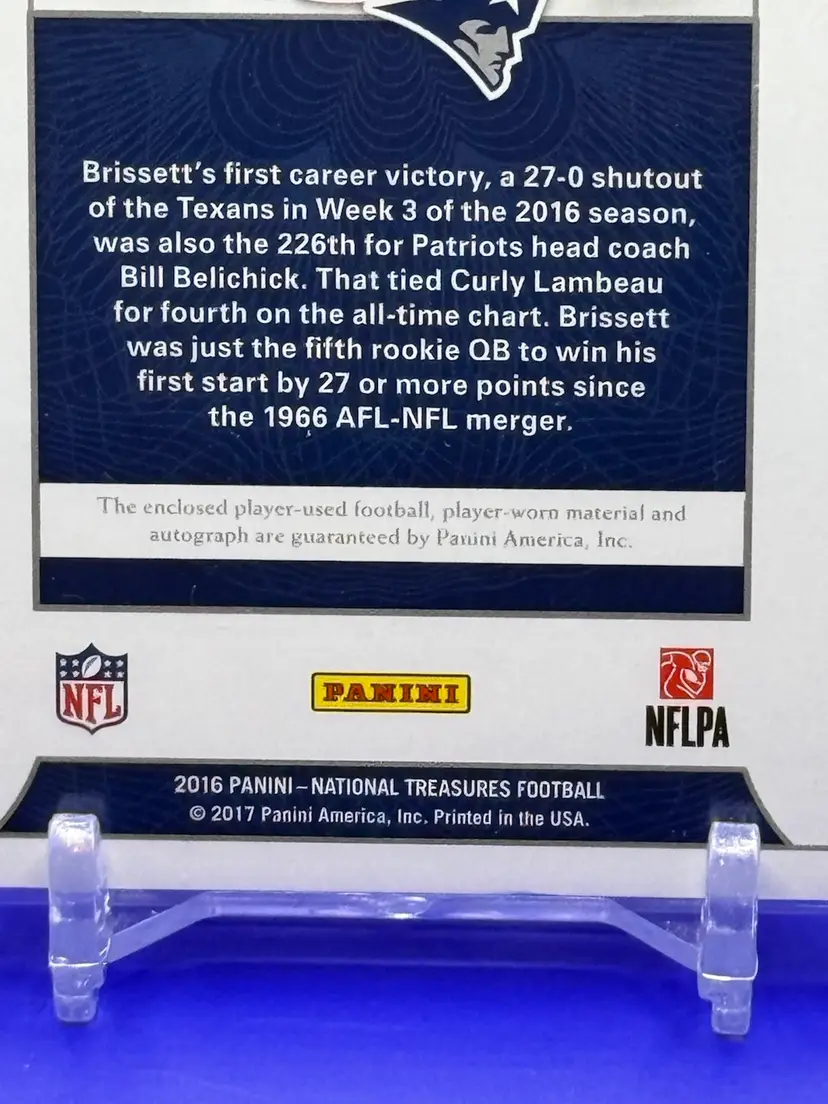 Brissett's first career victory, a 27-0 shutout
of the Texans in Week 3 of the 2016 season,
was also the 226th for Patriots head coach
Bill Belichick. That tied Curly Lambeau
for fourth on the all-time chart. Brissett
was just the fifth rookie QB to win his
first start by 27 or more points since
the 1966 AFL-NFL merger.
The enclosed player-used football, player-worn material and
autograph are guaranteed by Panini America, Inc.
NFL
PANINI
NFLPA
2016 PANINI – NATIONAL TREASURES FOOTBALL
© 2017 Panini America, Inc. Printed in the USA.